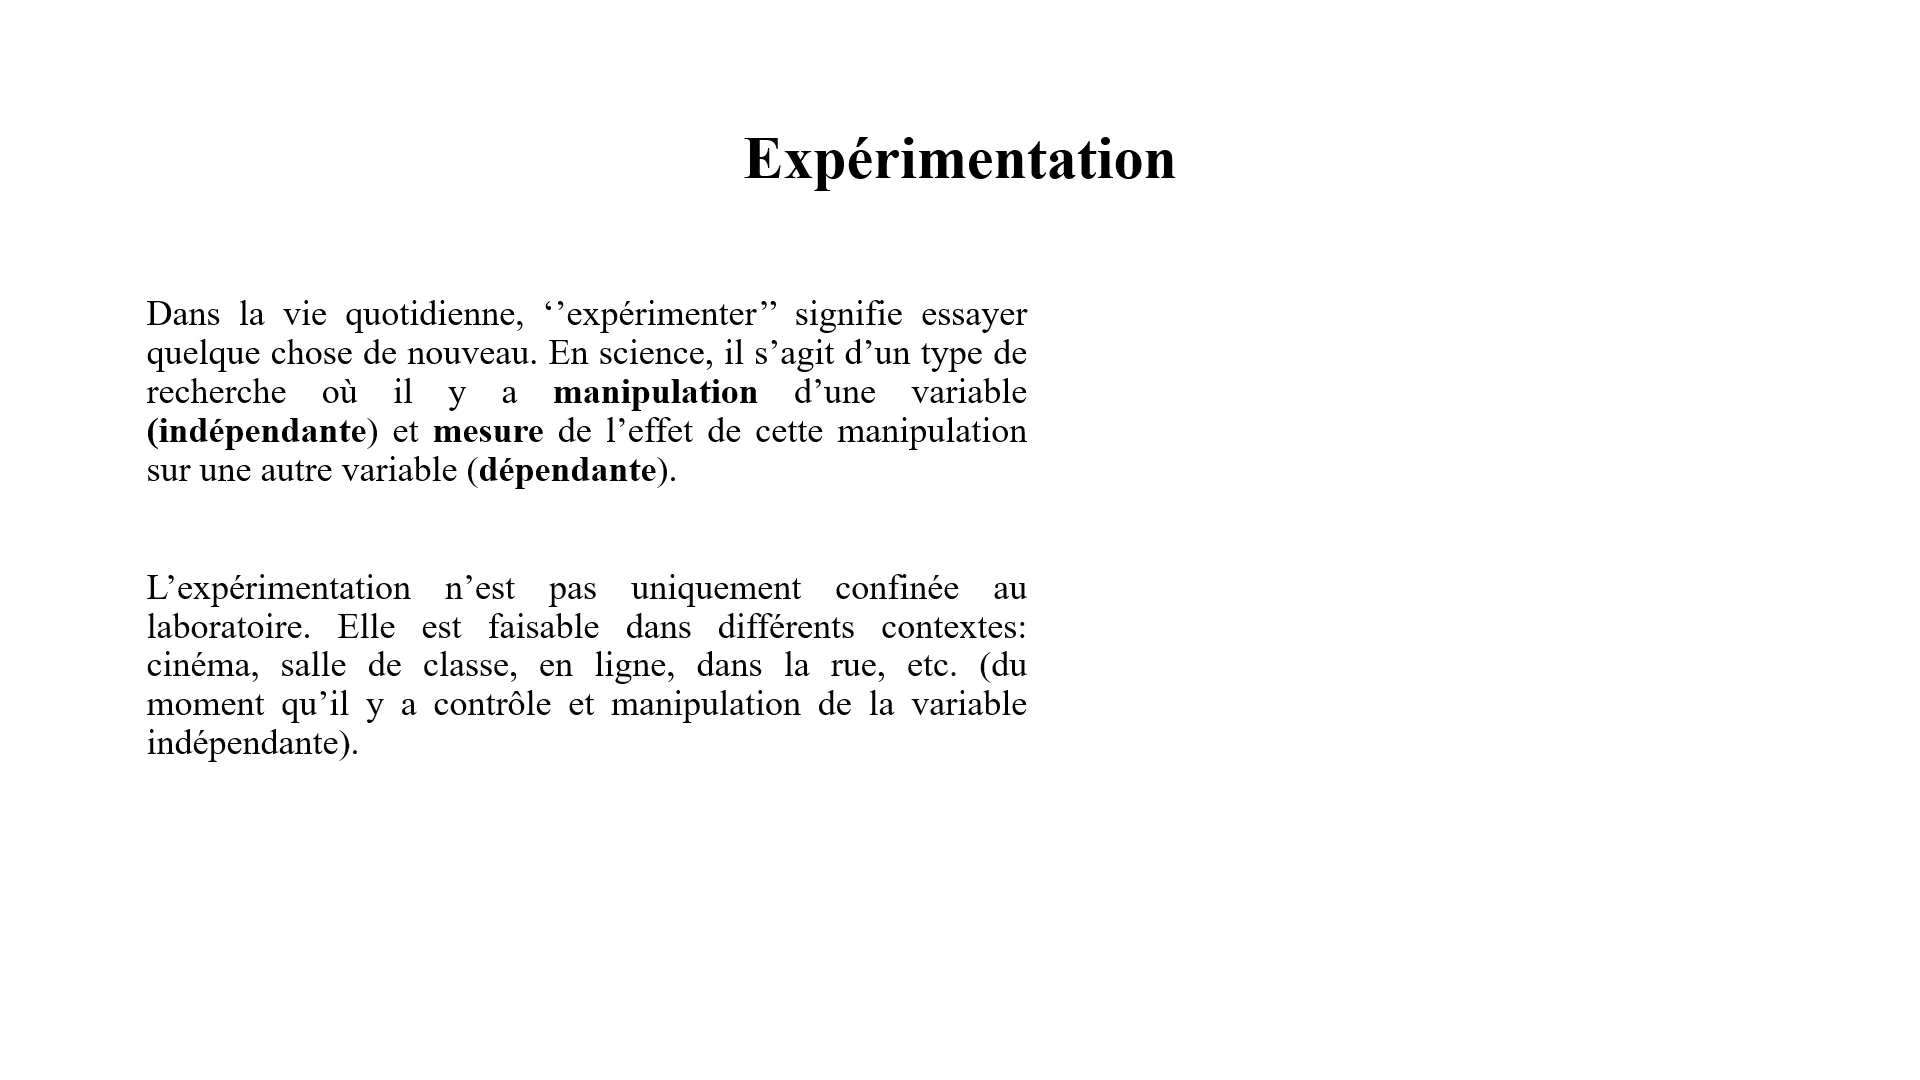 Expérimentation
Dans la vie quotidienne, ‘’expérimenter’’ signifie essayer
quelque chose de nouveau. En science, il s’agit d’un type de
recherche où il y a manipulation d’une variable
(indépendante) et mesure de l’effet de cette manipulation
sur une autre variable (dépendante).
L’expérimentation n’est pas uniquement confinée au
laboratoire. Elle est faisable dans différents contextes:
cinéma, salle de classe, en ligne, dans la rue, etc. (du
moment qu’il y a contrôle et manipulation de la variable
indépendante).